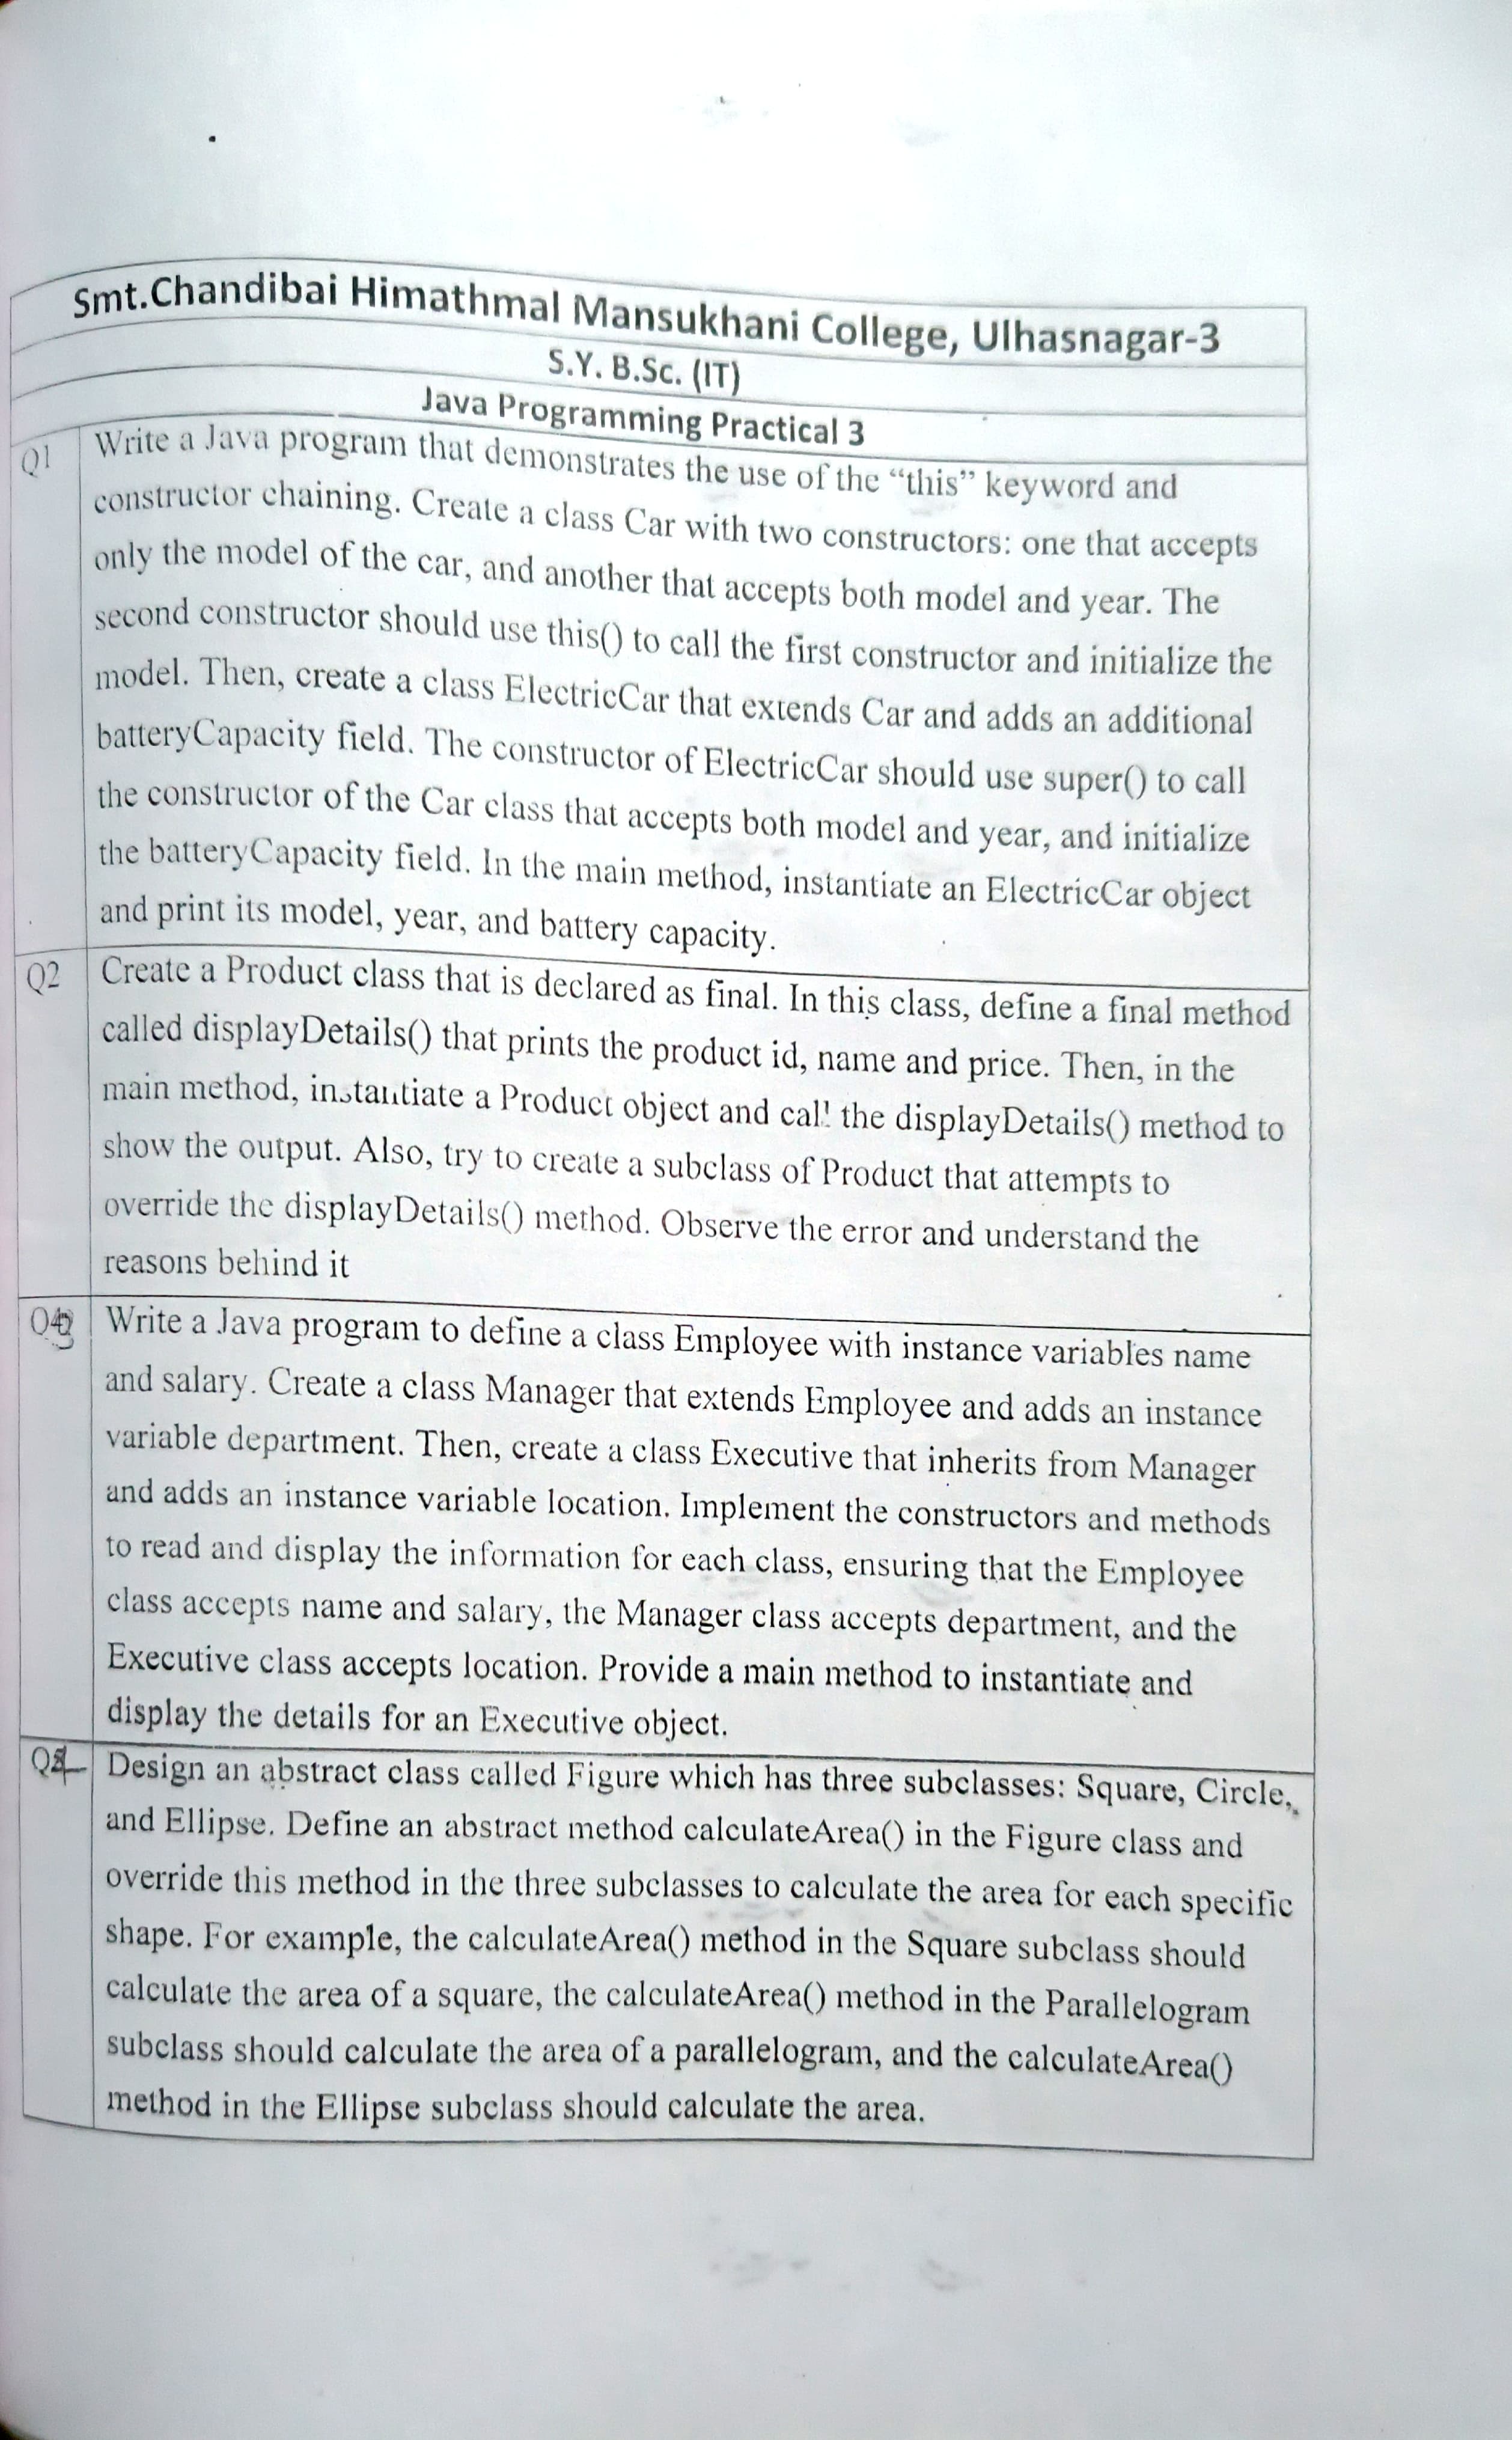 Smt.Chandibai Himathmal Mansukhani College, Ulhasnagar-3
S.Y. B.Sc. (IT)
Java Programming Practical 3
Q1 Write a Java program that demonstrates the use of the “this” keyword and
constructor chaining. Create a class Car with two constructors: one that accepts
only the model of the car, and another that accepts both model and year. The
second constructor should use this() to call the first constructor and initialize the
model. Then, create a class ElectricCar that extends Car and adds an additional
batteryCapacity field. The constructor of ElectricCar should use super() to call
the constructor of the Car class that accepts both model and year, and initialize
the batteryCapacity field. In the main method, instantiate an ElectricCar object
and print its model, year, and battery capacity.
Q2 Create a Product class that is declared as final. In this class, define a final method
called displayDetails() that prints the product id, name and price. Then, in the
main method, instantiate a Product object and call the displayDetails() method to
show the output. Also, try to create a subclass of Product that attempts to
override the displayDetails() method. Observe the error and understand the
reasons behind it
Q3 Write a Java program to define a class Employee with instance variables name
and salary. Create a class Manager that extends Employee and adds an instance
variable department. Then, create a class Executive that inherits from Manager
and adds an instance variable location. Implement the constructors and methods
to read and display the information for each class, ensuring that the Employee
class accepts name and salary, the Manager class accepts department, and the
Executive class accepts location. Provide a main method to instantiate and
display the details for an Executive object.
Q4 Design an abstract class called Figure which has three subclasses: Square, Circle,
and Ellipse. Define an abstract method calculateArea() in the Figure class and
override this method in the three subclasses to calculate the area for each specific
shape. For example, the calculateArea() method in the Square subclass should
calculate the area of a square, the calculateArea() method in the Parallelogram
subclass should calculate the area of a parallelogram, and the calculateArea()
method in the Ellipse subclass should calculate the area.